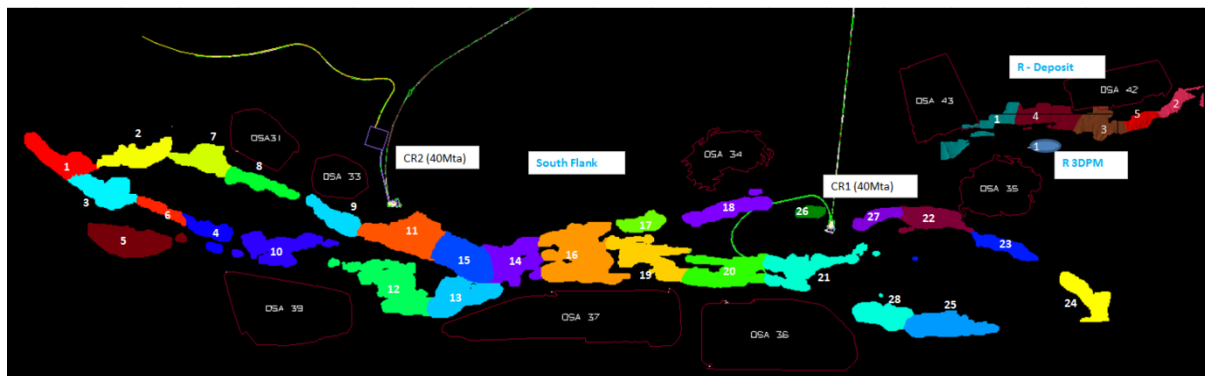 R - Deposit
OSA 43
OSA 42
2
1
4
5
3
1
R 3DPM
2
7
OSA31
1
8
CR2 (40Mta)
South Flank
OSA 34
OSA 33
CR1 (40Mta)
OSA 35
3
6
9
18
26
27
22
4
11
17
5
10
23
15
14
16
19
20
21
12
13
28
25
24
OSA 39
OSA 37
OSA 36